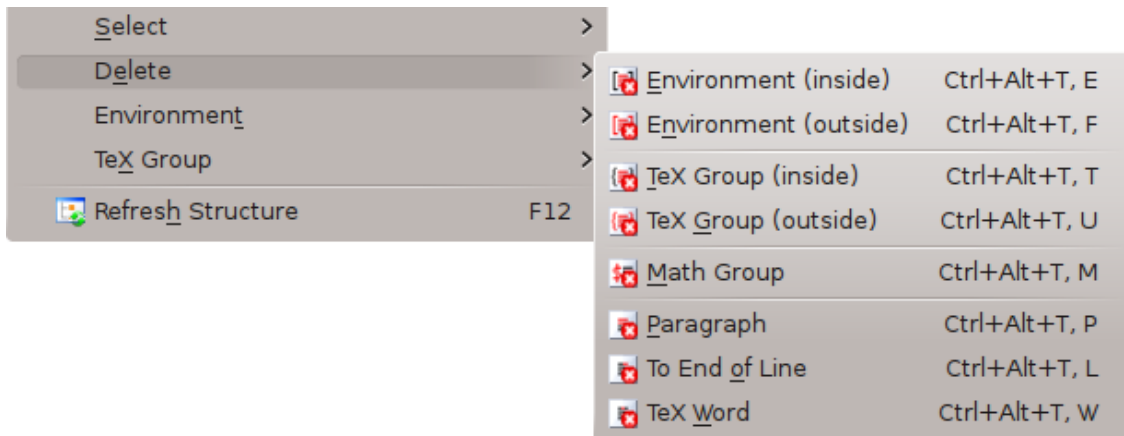 Select
Delete
Environment
TeX Group
Refresh Structure F12
Environment (inside) Ctrl+Alt+T, E
Environment (outside) Ctrl+Alt+T, F
TeX Group (inside) Ctrl+Alt+T, T
TeX Group (outside) Ctrl+Alt+T, U
Math Group Ctrl+Alt+T, M
Paragraph Ctrl+Alt+T, P
To End of Line Ctrl+Alt+T, L
TeX Word Ctrl+Alt+T, W